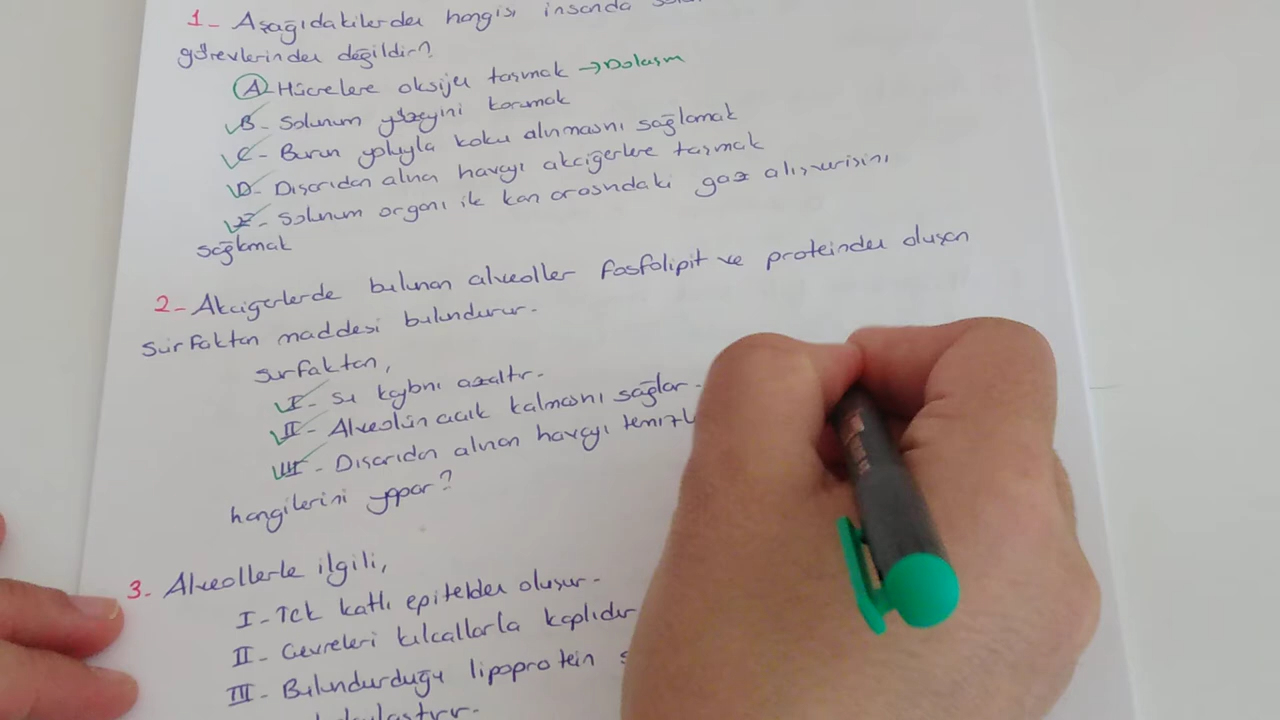 1- Aşağıdakilerden hangisi insanda
görevlerinden değildir?
A- Hücrelere oksijen taşımak → Dolaşım
B- Solunum yüzeyini korumak
C- Burun yoluyla koku alınmasını sağlamak
D- Dışarıdan alınan havayı akciğerlere taşımak
E- Solunum organı ile kan arasındaki gaz alışverişini
sağlamak
2- Akciğerlerde bulunan alveoller fosfolipit ve proteinden oluşan
sürfaktan maddesi bulundurur.
Surfaktan,
I- Su kaybını azaltır.
II- Alveolün açık kalmasını sağlar.
III- Dışarıdan alınan havayı temizl
hangilerini yapar?
3. Alveollerle ilgili,
I- Tek katlı epitelden oluşur.
II- Çevreleri kılcallarla kaplıdır
III- Bulundurduğu lipoprotein